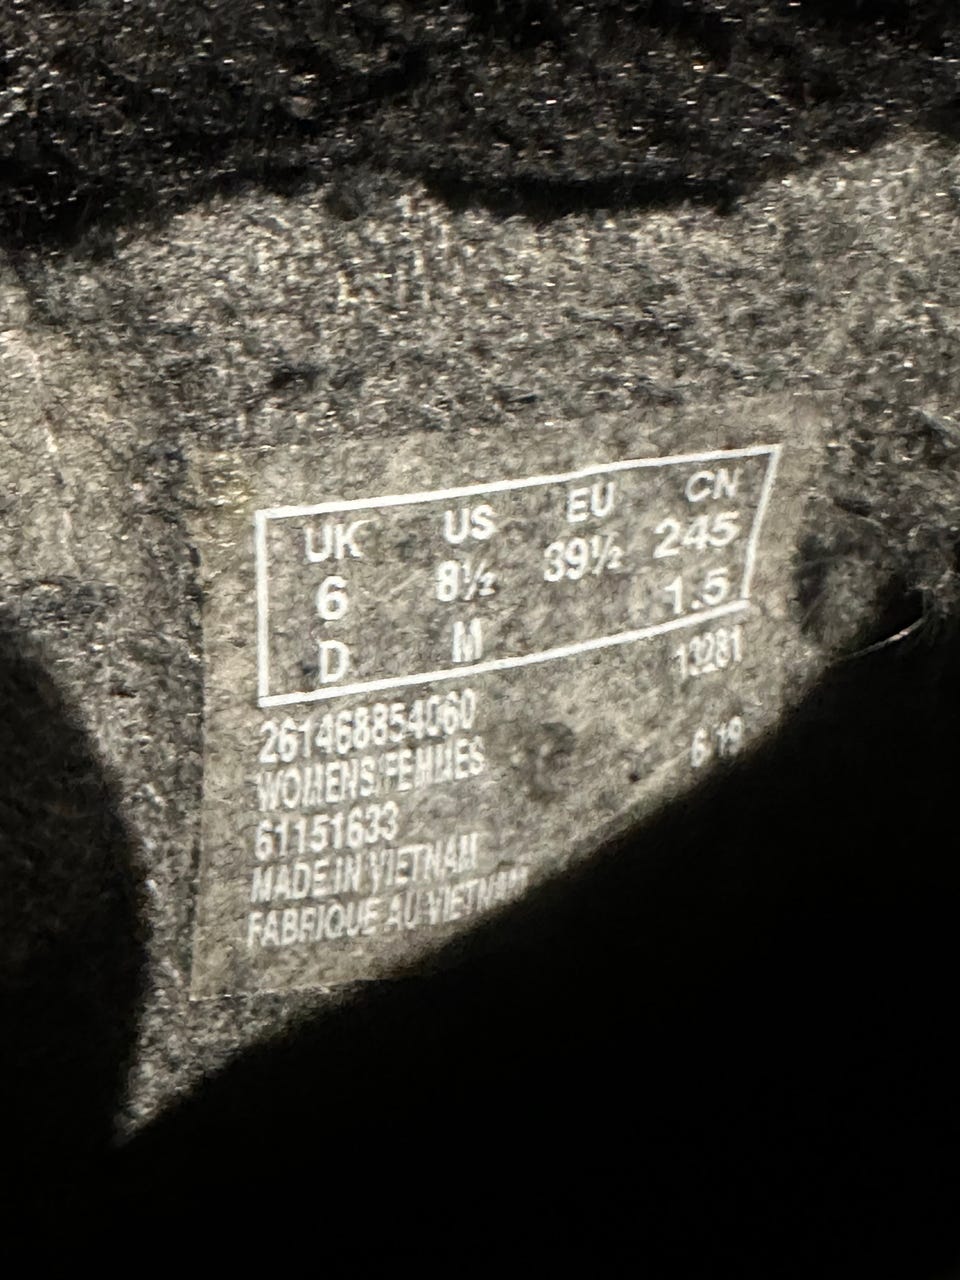 UK US EU CN
6 8½ 39½ 245
D M 1.5
261468854060 13281
WOMENS/FEMMES 6/19
61151633
MADE IN VIETNAM
FABRIQUE AU VIETNAM